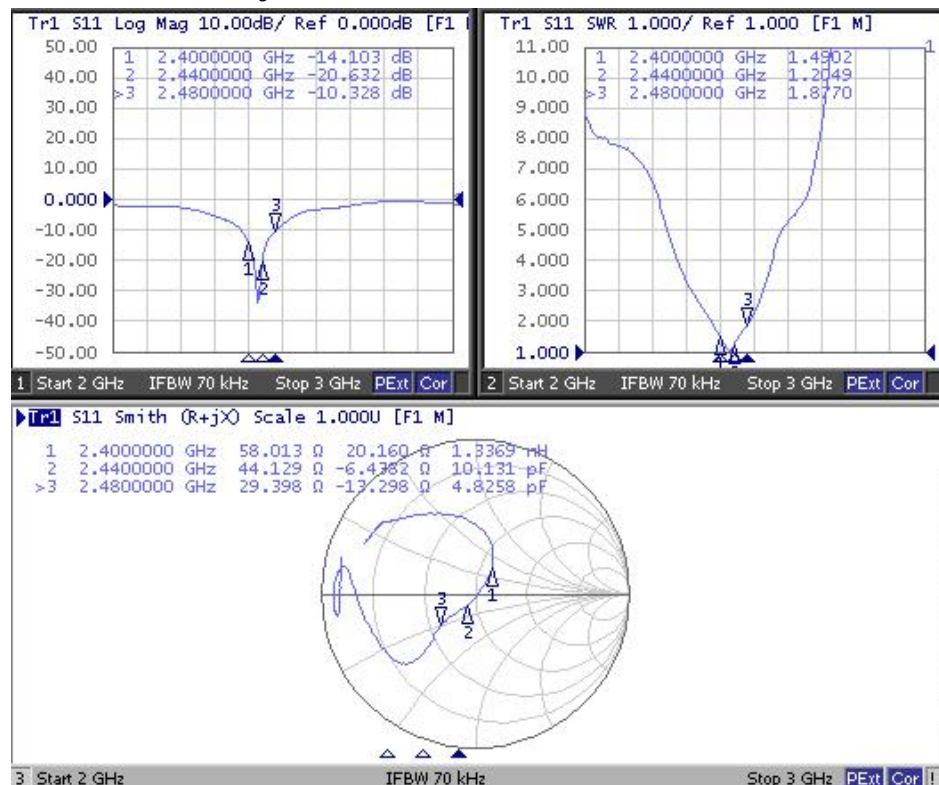 Tr1 S11 Log Mag 10.00dB/ Ref 0.000dB [F1
50.00
40.00
30.00
20.00
10.00
0.000
-10.00
-20.00
-30.00
-40.00
-50.00
1 2.4000000 GHz -14.103 dB
2 2.4400000 GHz -20.632 dB
>3 2.4800000 GHz -10.328 dB
3
1
2
1 Start 2 GHz IFBW 70 kHz Stop 3 GHz PExt Cor
Tr1 S11 SWR 1.000/ Ref 1.000 [F1 M]
11.00
10.00
9.000
8.000
7.000
6.000
5.000
4.000
3.000
2.000
1.000
1 2.4000000 GHz 1.4902
2 2.4400000 GHz 1.2049
>3 2.4800000 GHz 1.8770
1
3
2 Start 2 GHz IFBW 70 kHz Stop 3 GHz PExt Cor
Tr1 S11 Smith (R+jX) Scale 1.000U [F1 M]
1 2.4000000 GHz 58.013 Ω 20.160 Ω 1.3369 nH
2 2.4400000 GHz 44.129 Ω -6.4382 Ω 10.131 pF
>3 2.4800000 GHz 29.398 Ω -13.298 Ω 4.8258 pF
3
1
2
3 Start 2 GHz IFBW 70 kHz Stop 3 GHz PExt Cor !